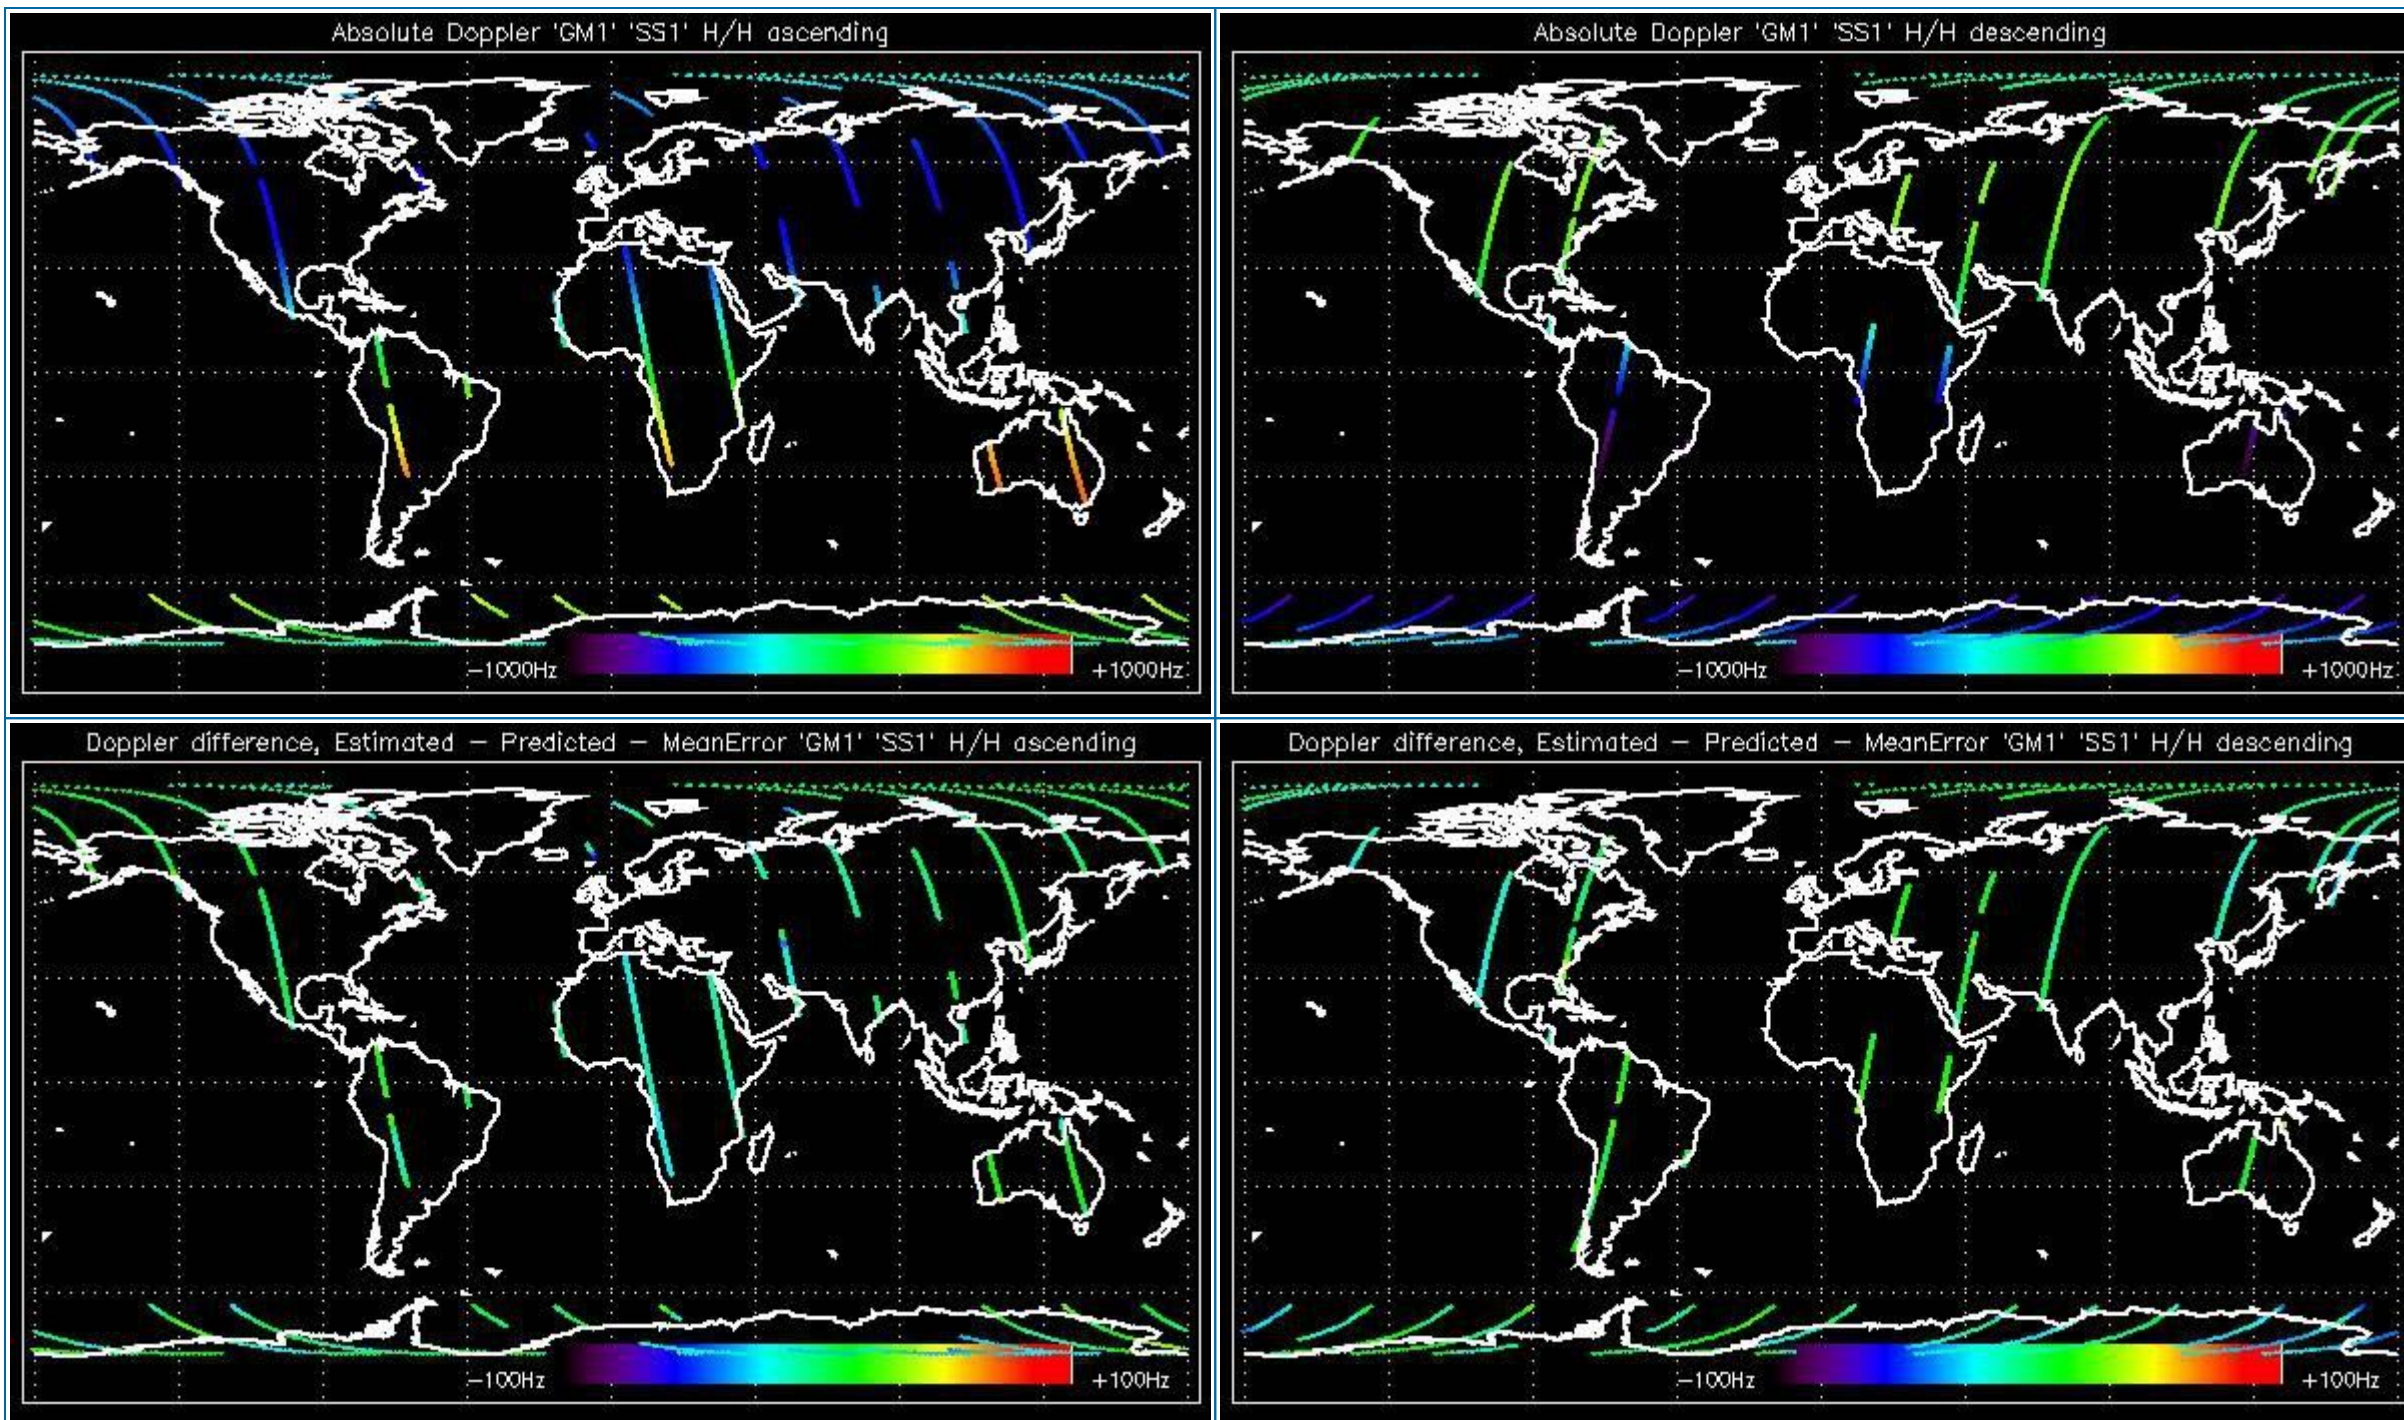 Absolute Doppler 'GM1' 'SS1' H/H ascending
−1000Hz
+1000Hz
Absolute Doppler 'GM1' 'SS1' H/H descending
−1000Hz
+1000Hz
Doppler difference, Estimated − Predicted − MeanError 'GM1' 'SS1' H/H ascending
−100Hz
+100Hz
Doppler difference, Estimated − Predicted − MeanError 'GM1' 'SS1' H/H descending
−100Hz
+100Hz